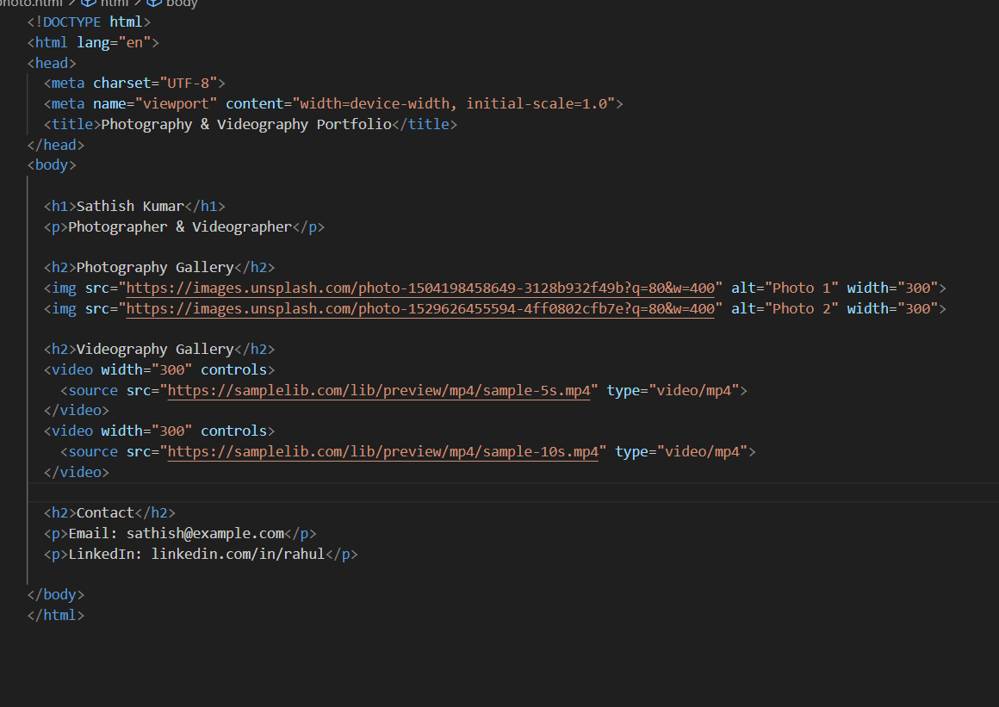 photo.html > html > body
<!DOCTYPE html>
<html lang="en">
<head>
<meta charset="UTF-8">
<meta name="viewport" content="width=device-width, initial-scale=1.0">
<title>Photography & Videography Portfolio</title>
</head>
<body>
<h1>Sathish Kumar</h1>
<p>Photographer & Videographer</p>
<h2>Photography Gallery</h2>
<img src="https://images.unsplash.com/photo-1504198458649-3128b932f49b?q=80&w=400" alt="Photo 1" width="300">
<img src="https://images.unsplash.com/photo-1529626455594-4ff0802cfb7e?q=80&w=400" alt="Photo 2" width="300">
<h2>Videography Gallery</h2>
<video width="300" controls>
<source src="https://samplelib.com/lib/preview/mp4/sample-5s.mp4" type="video/mp4">
</video>
<video width="300" controls>
<source src="https://samplelib.com/lib/preview/mp4/sample-10s.mp4" type="video/mp4">
</video>
<h2>Contact</h2>
<p>Email: sathish@example.com</p>
<p>LinkedIn: linkedin.com/in/rahul</p>
</body>
</html>